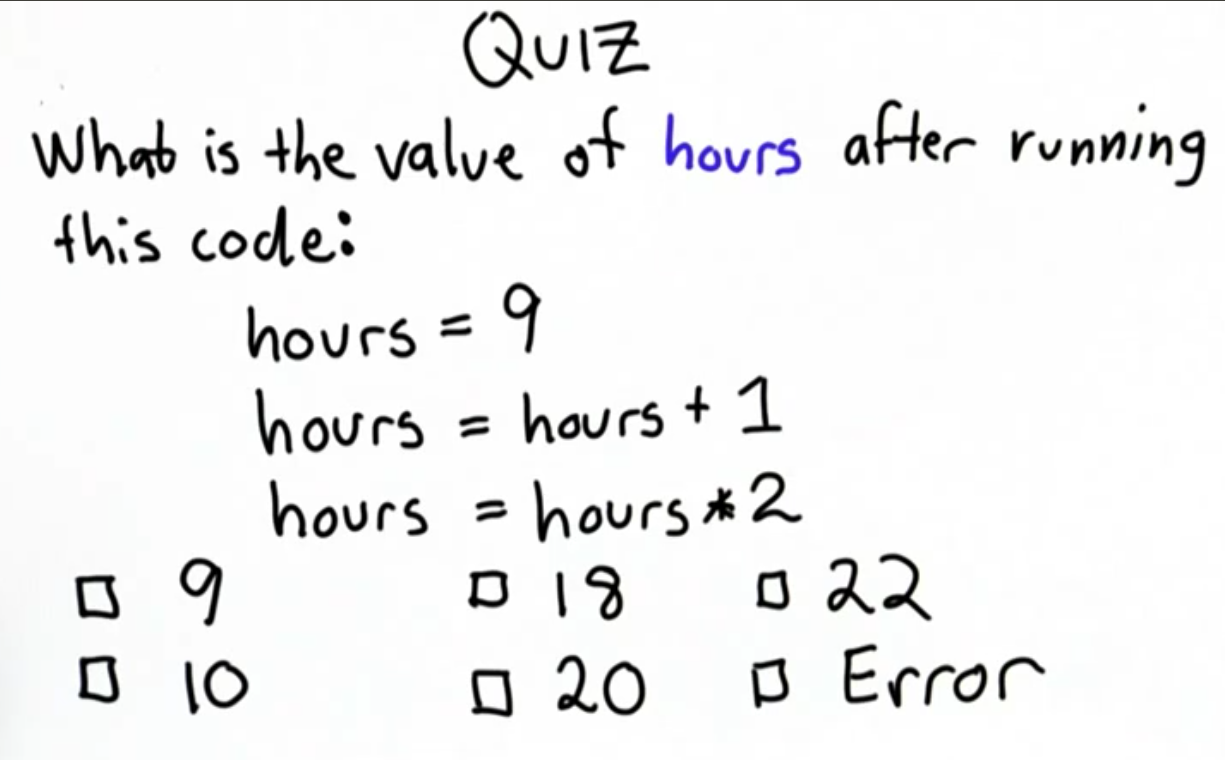 QUIZ
What is the value of hours after running
this code:
hours = 9
hours = hours + 1
hours = hours * 2
□ 9 □ 18 □ 22
□ 10 □ 20 □ Error